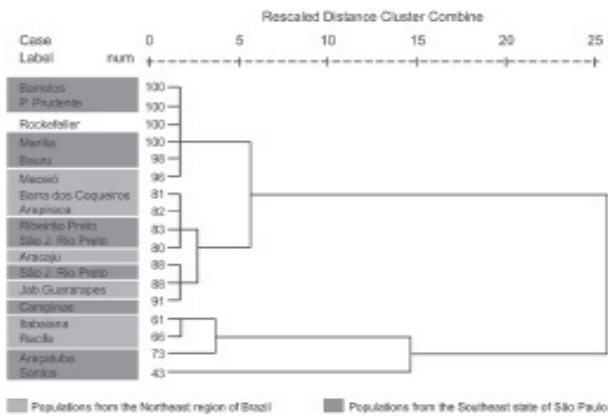 Rescaled Distance Cluster Combine
Case 0 5 10 15 20 25
Label num
Barretos 100
P. Prudente 100
Rockefeller 100
Marília 100
Bauru 98
Maceió 96
Barra dos Coqueiros 81
Arapiraca 82
Ribeirão Preto 83
São J. Rio Preto 80
Aracaju 88
São J. Rio Preto 88
Jab.Guararapes 91
Campinas
Itabaiana 61
Recife 66
Araçatuba 73
Santos 43
Populations from the Northeast region of Brazil
Populations from the Southeast state of São Paulo